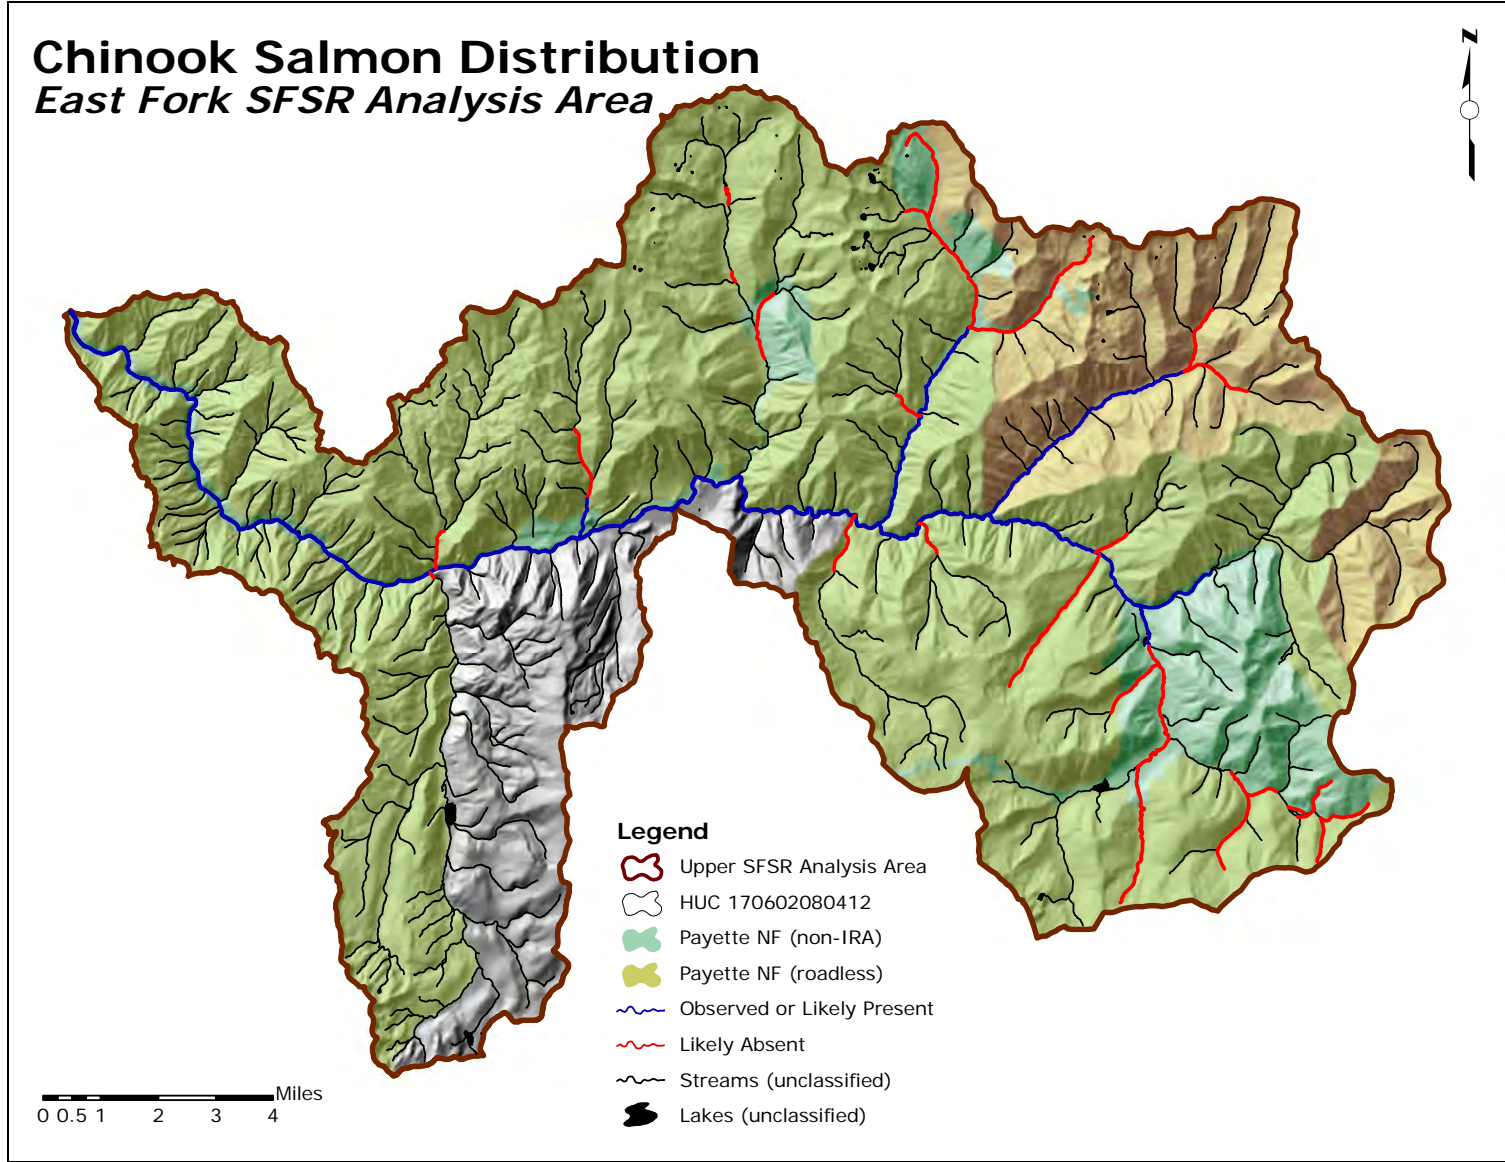 Chinook Salmon Distribution
East Fork SFSR Analysis Area
N
Legend
Upper SFSR Analysis Area
HUC 170602080412
Payette NF (non-IRA)
Payette NF (roadless)
Observed or Likely Present
Likely Absent
Streams (unclassified)
Lakes (unclassified)
Miles
0 0.5 1 2 3 4